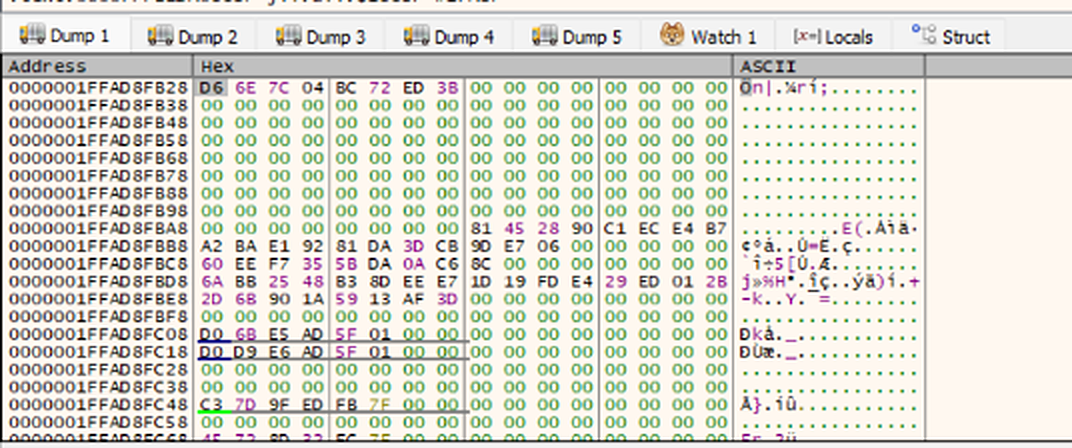 Dump 1 Dump 2 Dump 3 Dump 4 Dump 5 Watch 1 [x=] Locals Struct
Address Hex ASCII
0000001FFAD8FB28 D6 6E 7C 04 BC 72 ED 3B 00 00 00 00 00 00 00 00 Ön|.¼rí;........
0000001FFAD8FB38 00 00 00 00 00 00 00 00 00 00 00 00 00 00 00 00 ................
0000001FFAD8FB48 00 00 00 00 00 00 00 00 00 00 00 00 00 00 00 00 ................
0000001FFAD8FB58 00 00 00 00 00 00 00 00 00 00 00 00 00 00 00 00 ................
0000001FFAD8FB68 00 00 00 00 00 00 00 00 00 00 00 00 00 00 00 00 ................
0000001FFAD8FB78 00 00 00 00 00 00 00 00 00 00 00 00 00 00 00 00 ................
0000001FFAD8FB88 00 00 00 00 00 00 00 00 00 00 00 00 00 00 00 00 ................
0000001FFAD8FB98 00 00 00 00 00 00 00 00 00 00 00 00 00 00 00 00 ................
0000001FFAD8FBA8 00 00 00 00 00 00 00 00 81 45 28 90 C1 EC E4 B7 .........E(.Áìä·
0000001FFAD8FBB8 A2 BA E1 92 81 DA 3D CB 9D E7 06 00 00 00 00 00 ¢ºá..Ú=Ë.ç......
0000001FFAD8FBC8 60 EE F7 35 5B DA 0A C6 8C 00 00 00 00 00 00 00 `î÷5[Ú.Æ........
0000001FFAD8FBD8 6A BB 25 48 B3 8D EE E7 1D 19 FD E4 29 ED 01 2B j»%H³.îç..ýä)í.+
0000001FFAD8FBE8 2D 6B 90 1A 59 13 AF 3D 00 00 00 00 00 00 00 00 -k..Y.¯=........
0000001FFAD8FBF8 00 00 00 00 00 00 00 00 00 00 00 00 00 00 00 00 ................
0000001FFAD8FC08 D0 6B E5 AD 5F 01 00 00 00 00 00 00 00 00 00 00 Ðkå._...........
0000001FFAD8FC18 D0 D9 E6 AD 5F 01 00 00 00 00 00 00 00 00 00 00 ÐÙæ._...........
0000001FFAD8FC28 00 00 00 00 00 00 00 00 00 00 00 00 00 00 00 00 ................
0000001FFAD8FC38 00 00 00 00 00 00 00 00 00 00 00 00 00 00 00 00 ................
0000001FFAD8FC48 C3 7D 9F ED FB 7F 00 00 00 00 00 00 00 00 00 00 Ã}.íû...........
0000001FFAD8FC58 00 00 00 00 00 00 00 00 00 00 00 00 00 00 00 00 ................